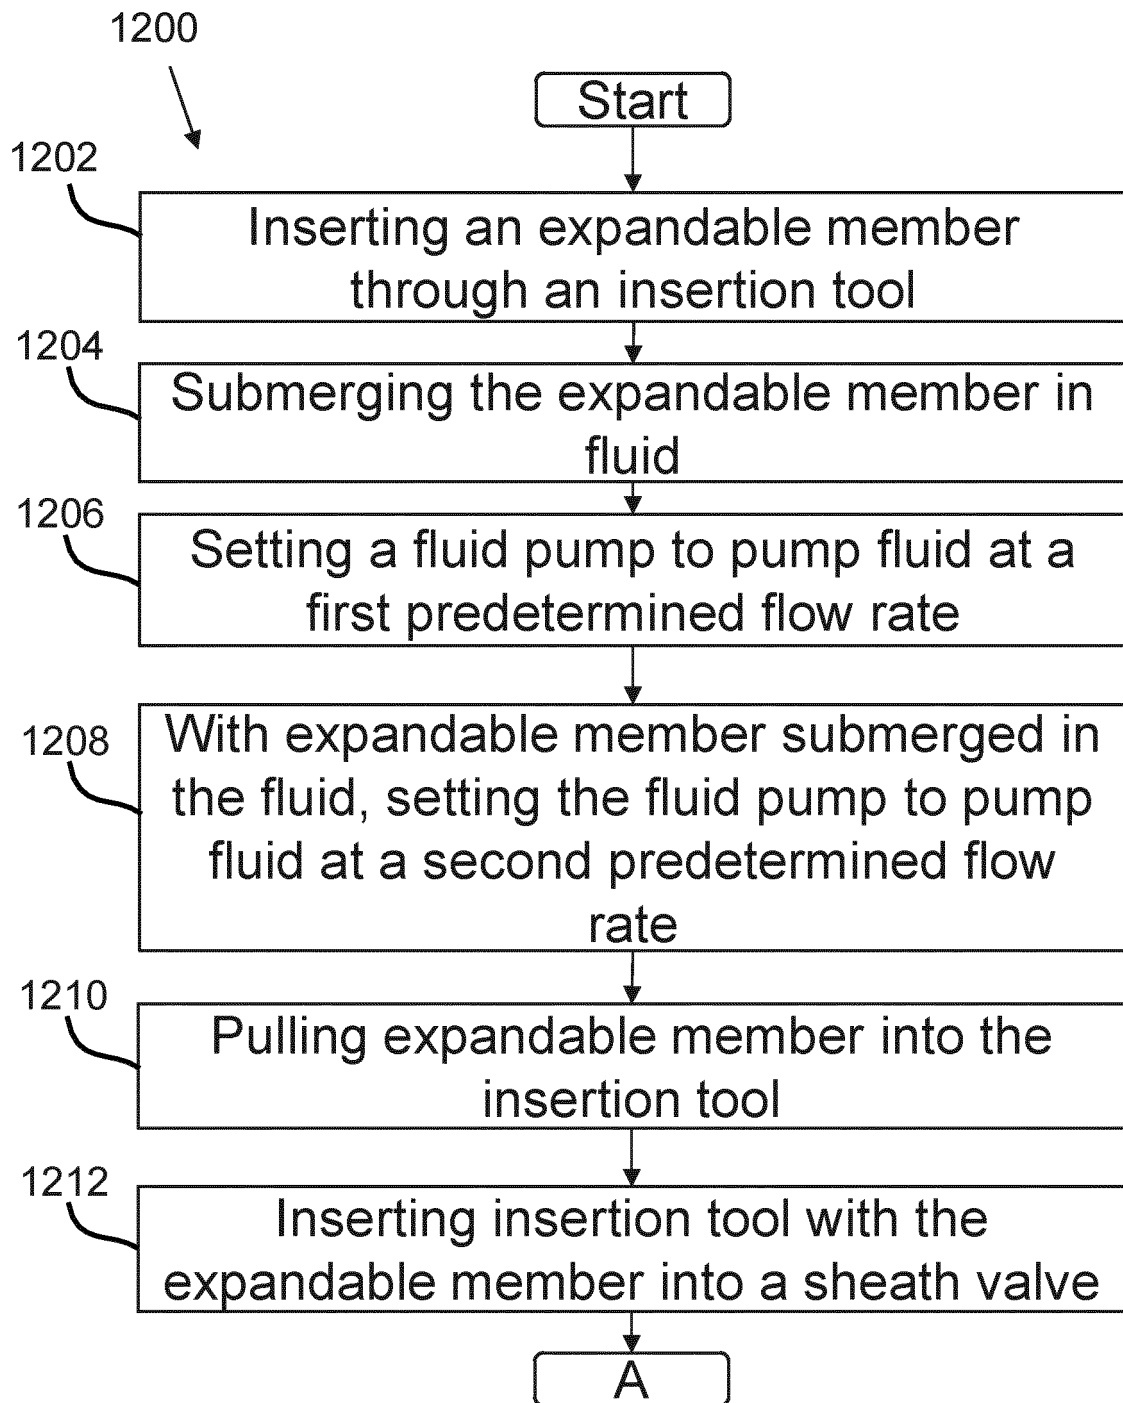 1200
Start
1202
Inserting an expandable member
through an insertion tool
1204
Submerging the expandable member in
fluid
1206
Setting a fluid pump to pump fluid at a
first predetermined flow rate
1208
With expandable member submerged in
the fluid, setting the fluid pump to pump
fluid at a second predetermined flow
rate
1210
Pulling expandable member into the
insertion tool
1212
Inserting insertion tool with the
expandable member into a sheath valve
A